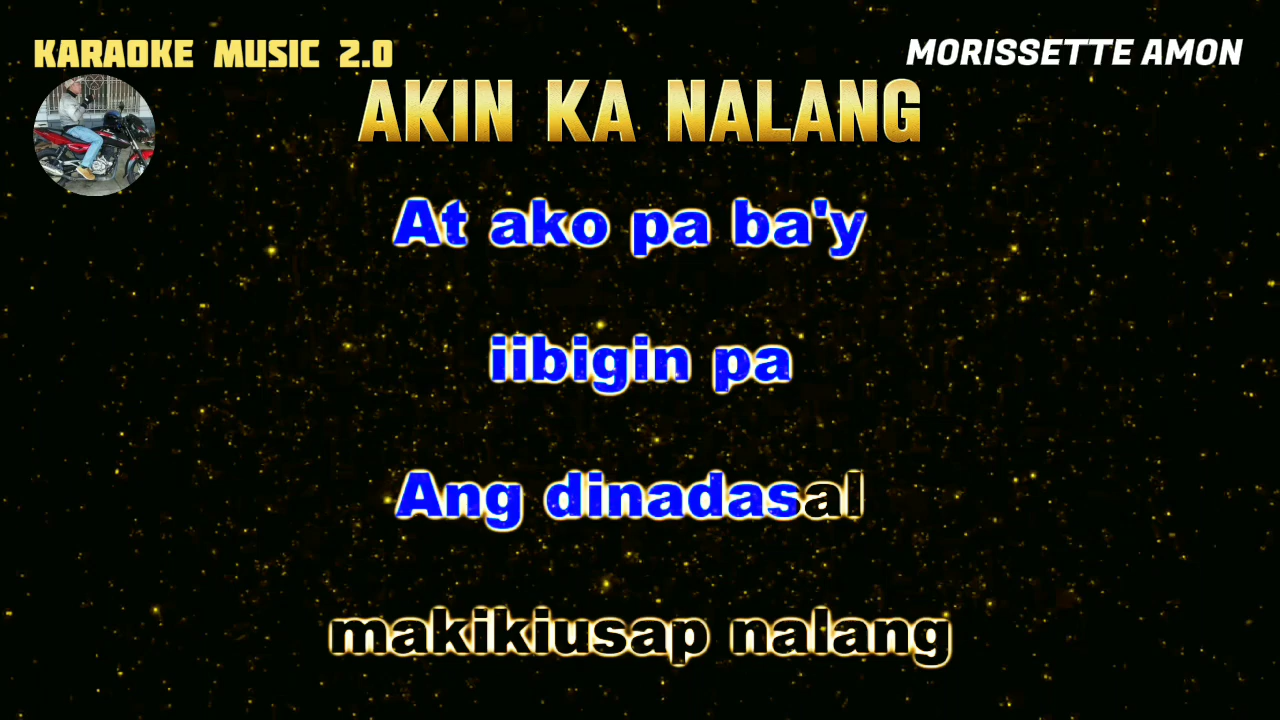 KARAOKE MUSIC 2.0
MORISSETTE AMON
AKIN KA NALANG
At ako pa ba'y
iibigin pa
Ang dinadasal
makikiusap nalang